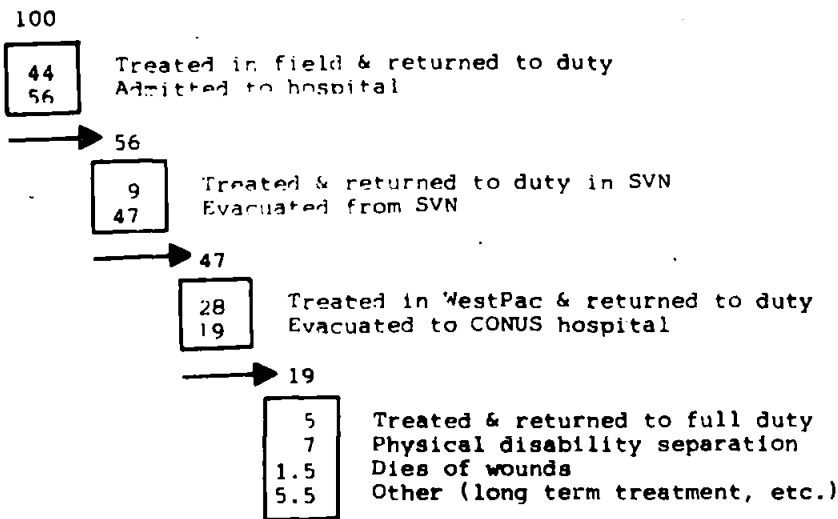 100
44 Treated in field & returned to duty
56 Admitted to hospital
56
9 Treated & returned to duty in SVN
47 Evacuated from SVN
47
28 Treated in WestPac & returned to duty
19 Evacuated to CONUS hospital
19
5 Treated & returned to full duty
7 Physical disability separation
1.5 Dies of wounds
5.5 Other (long term treatment, etc.)